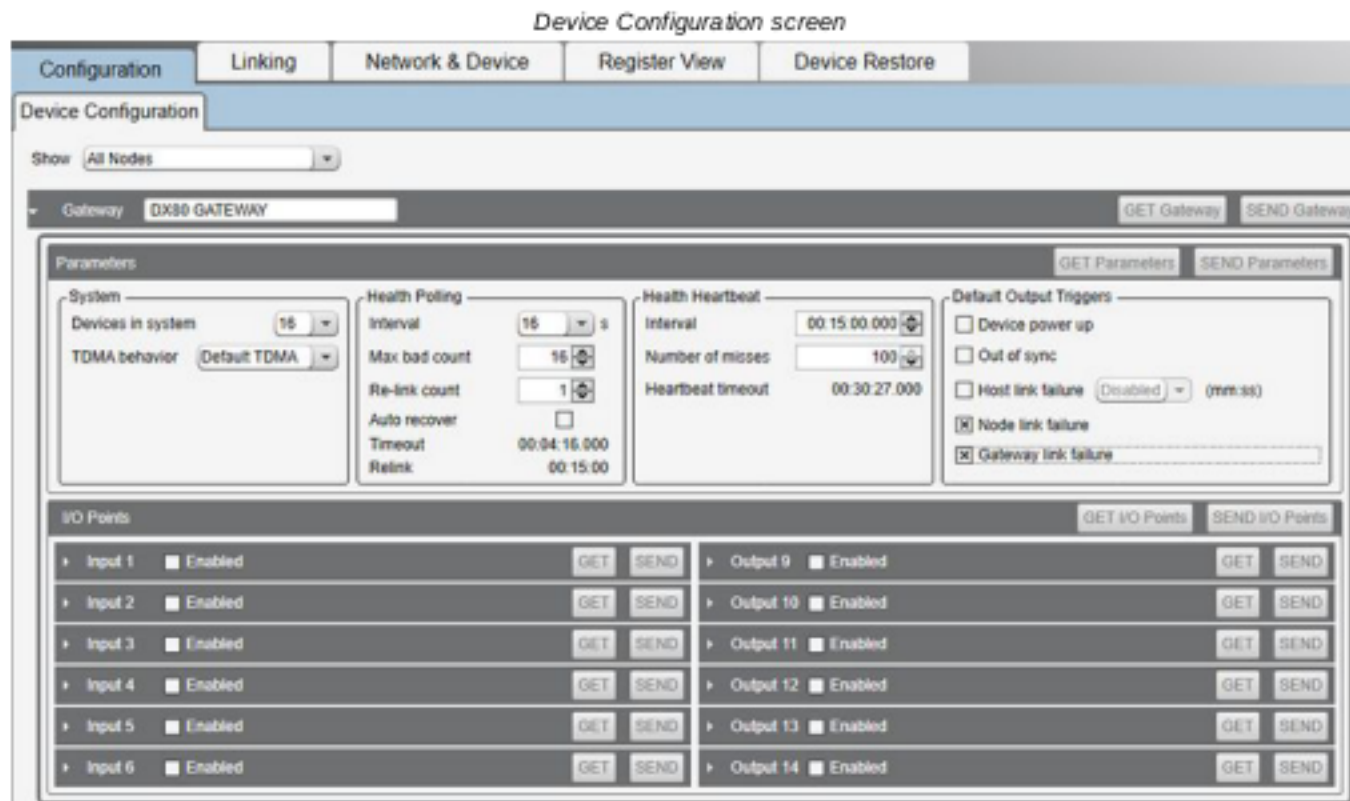 Device Configuration screen
Configuration Linking Network & Device Register View Device Restore
Device Configuration
Show All Nodes
Gateway DX80 GATEWAY GET Gateway SEND Gateway
Parameters GET Parameters SEND Parameters
System
Devices in system 16
TDMA behavior Default TDMA
Health Polling
Interval 16 s
Max bad count 16
Re-link count 1
Auto recover
Timeout 00:04:16.000
Relink 00:15:00
Health Heartbeat
Interval 00:15:00.000
Number of misses 100
Heartbeat timeout 00:30:27.000
Default Output Triggers
Device power up
Out of sync
Host link failure Disabled (mm:ss)
Node link failure
Gateway link failure
I/O Points GET I/O Points SEND I/O Points
Input 1 Enabled GET SEND Output 9 Enabled GET SEND
Input 2 Enabled GET SEND Output 10 Enabled GET SEND
Input 3 Enabled GET SEND Output 11 Enabled GET SEND
Input 4 Enabled GET SEND Output 12 Enabled GET SEND
Input 5 Enabled GET SEND Output 13 Enabled GET SEND
Input 6 Enabled GET SEND Output 14 Enabled GET SEND